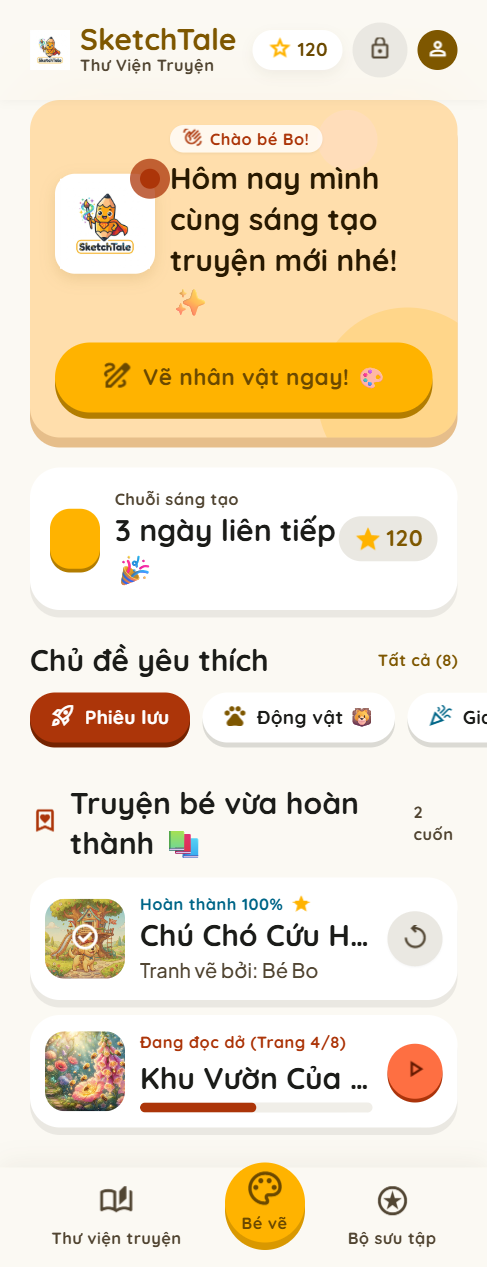 SketchTale
Thư Viện Truyện
120
Chào bé Bo!
Hôm nay mình
cùng sáng tạo
truyện mới nhé!
✨
SketchTale
Vẽ nhân vật ngay! 🎨
Chuỗi sáng tạo
3 ngày liên tiếp
🎉
120
Chủ đề yêu thích
Tất cả (8)
Phiêu lưu
Động vật 🦁
Gia
Truyện bé vừa hoàn
thành 📚
2
cuốn
Hoàn thành 100% ⭐
Chú Chó Cứu H...
Tranh vẽ bởi: Bé Bo
Đang đọc dở (Trang 4/8)
Khu Vườn Của ...
Thư viện truyện
Bé vẽ
Bộ sưu tập